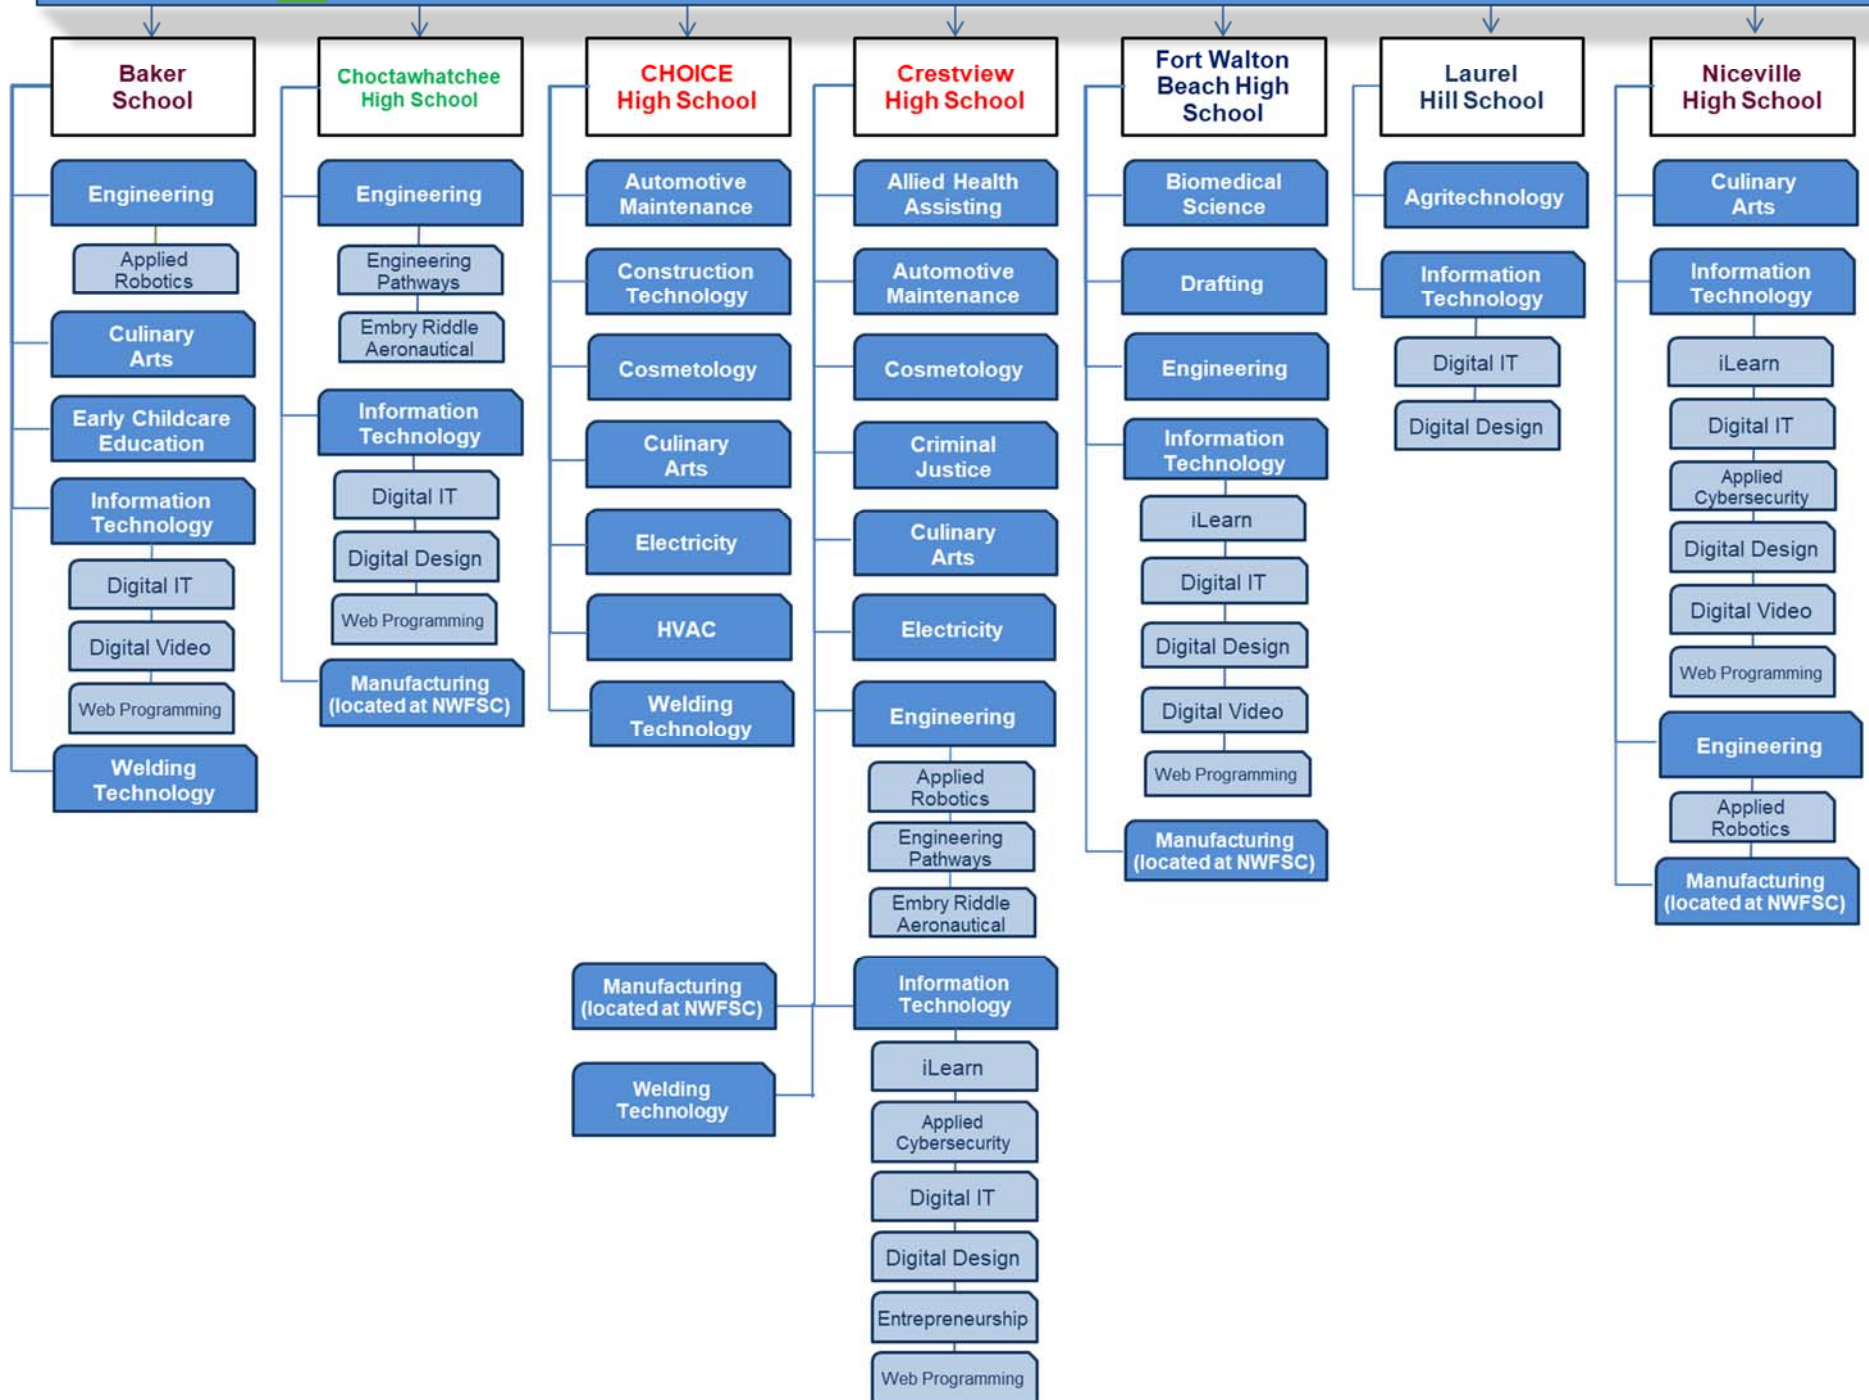 Baker
School
Engineering
Applied
Robotics
Culinary
Arts
Early Childcare
Education
Information
Technology
Digital IT
Digital Video
Web Programming
Welding
Technology
Choctawhatchee
High School
Engineering
Engineering
Pathways
Embry Riddle
Aeronautical
Information
Technology
Digital IT
Digital Design
Web Programming
Manufacturing
(located at NWFSC)
CHOICE
High School
Automotive
Maintenance
Construction
Technology
Cosmetology
Culinary
Arts
Electricity
HVAC
Welding
Technology
Crestview
High School
Allied Health
Assisting
Automotive
Maintenance
Cosmetology
Criminal
Justice
Culinary
Arts
Electricity
Engineering
Applied
Robotics
Engineering
Pathways
Embry Riddle
Aeronautical
Information
Technology
iLearn
Applied
Cybersecurity
Digital IT
Digital Design
Entrepreneurship
Web Programming
Manufacturing
(located at NWFSC)
Welding
Technology
Fort Walton
Beach High
School
Biomedical
Science
Drafting
Engineering
Information
Technology
iLearn
Digital IT
Digital Design
Digital Video
Web Programming
Manufacturing
(located at NWFSC)
Laurel
Hill School
Agritechnology
Information
Technology
Digital IT
Digital Design
Niceville
High School
Culinary
Arts
Information
Technology
iLearn
Digital IT
Applied
Cybersecurity
Digital Design
Digital Video
Web Programming
Engineering
Applied
Robotics
Manufacturing
(located at NWFSC)